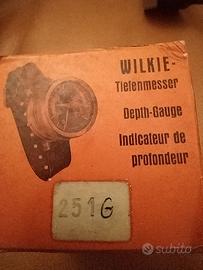 WILKIE-
Tiefenmesser
Depth-Gauge
Indicateur de
profondeur
251G
subito